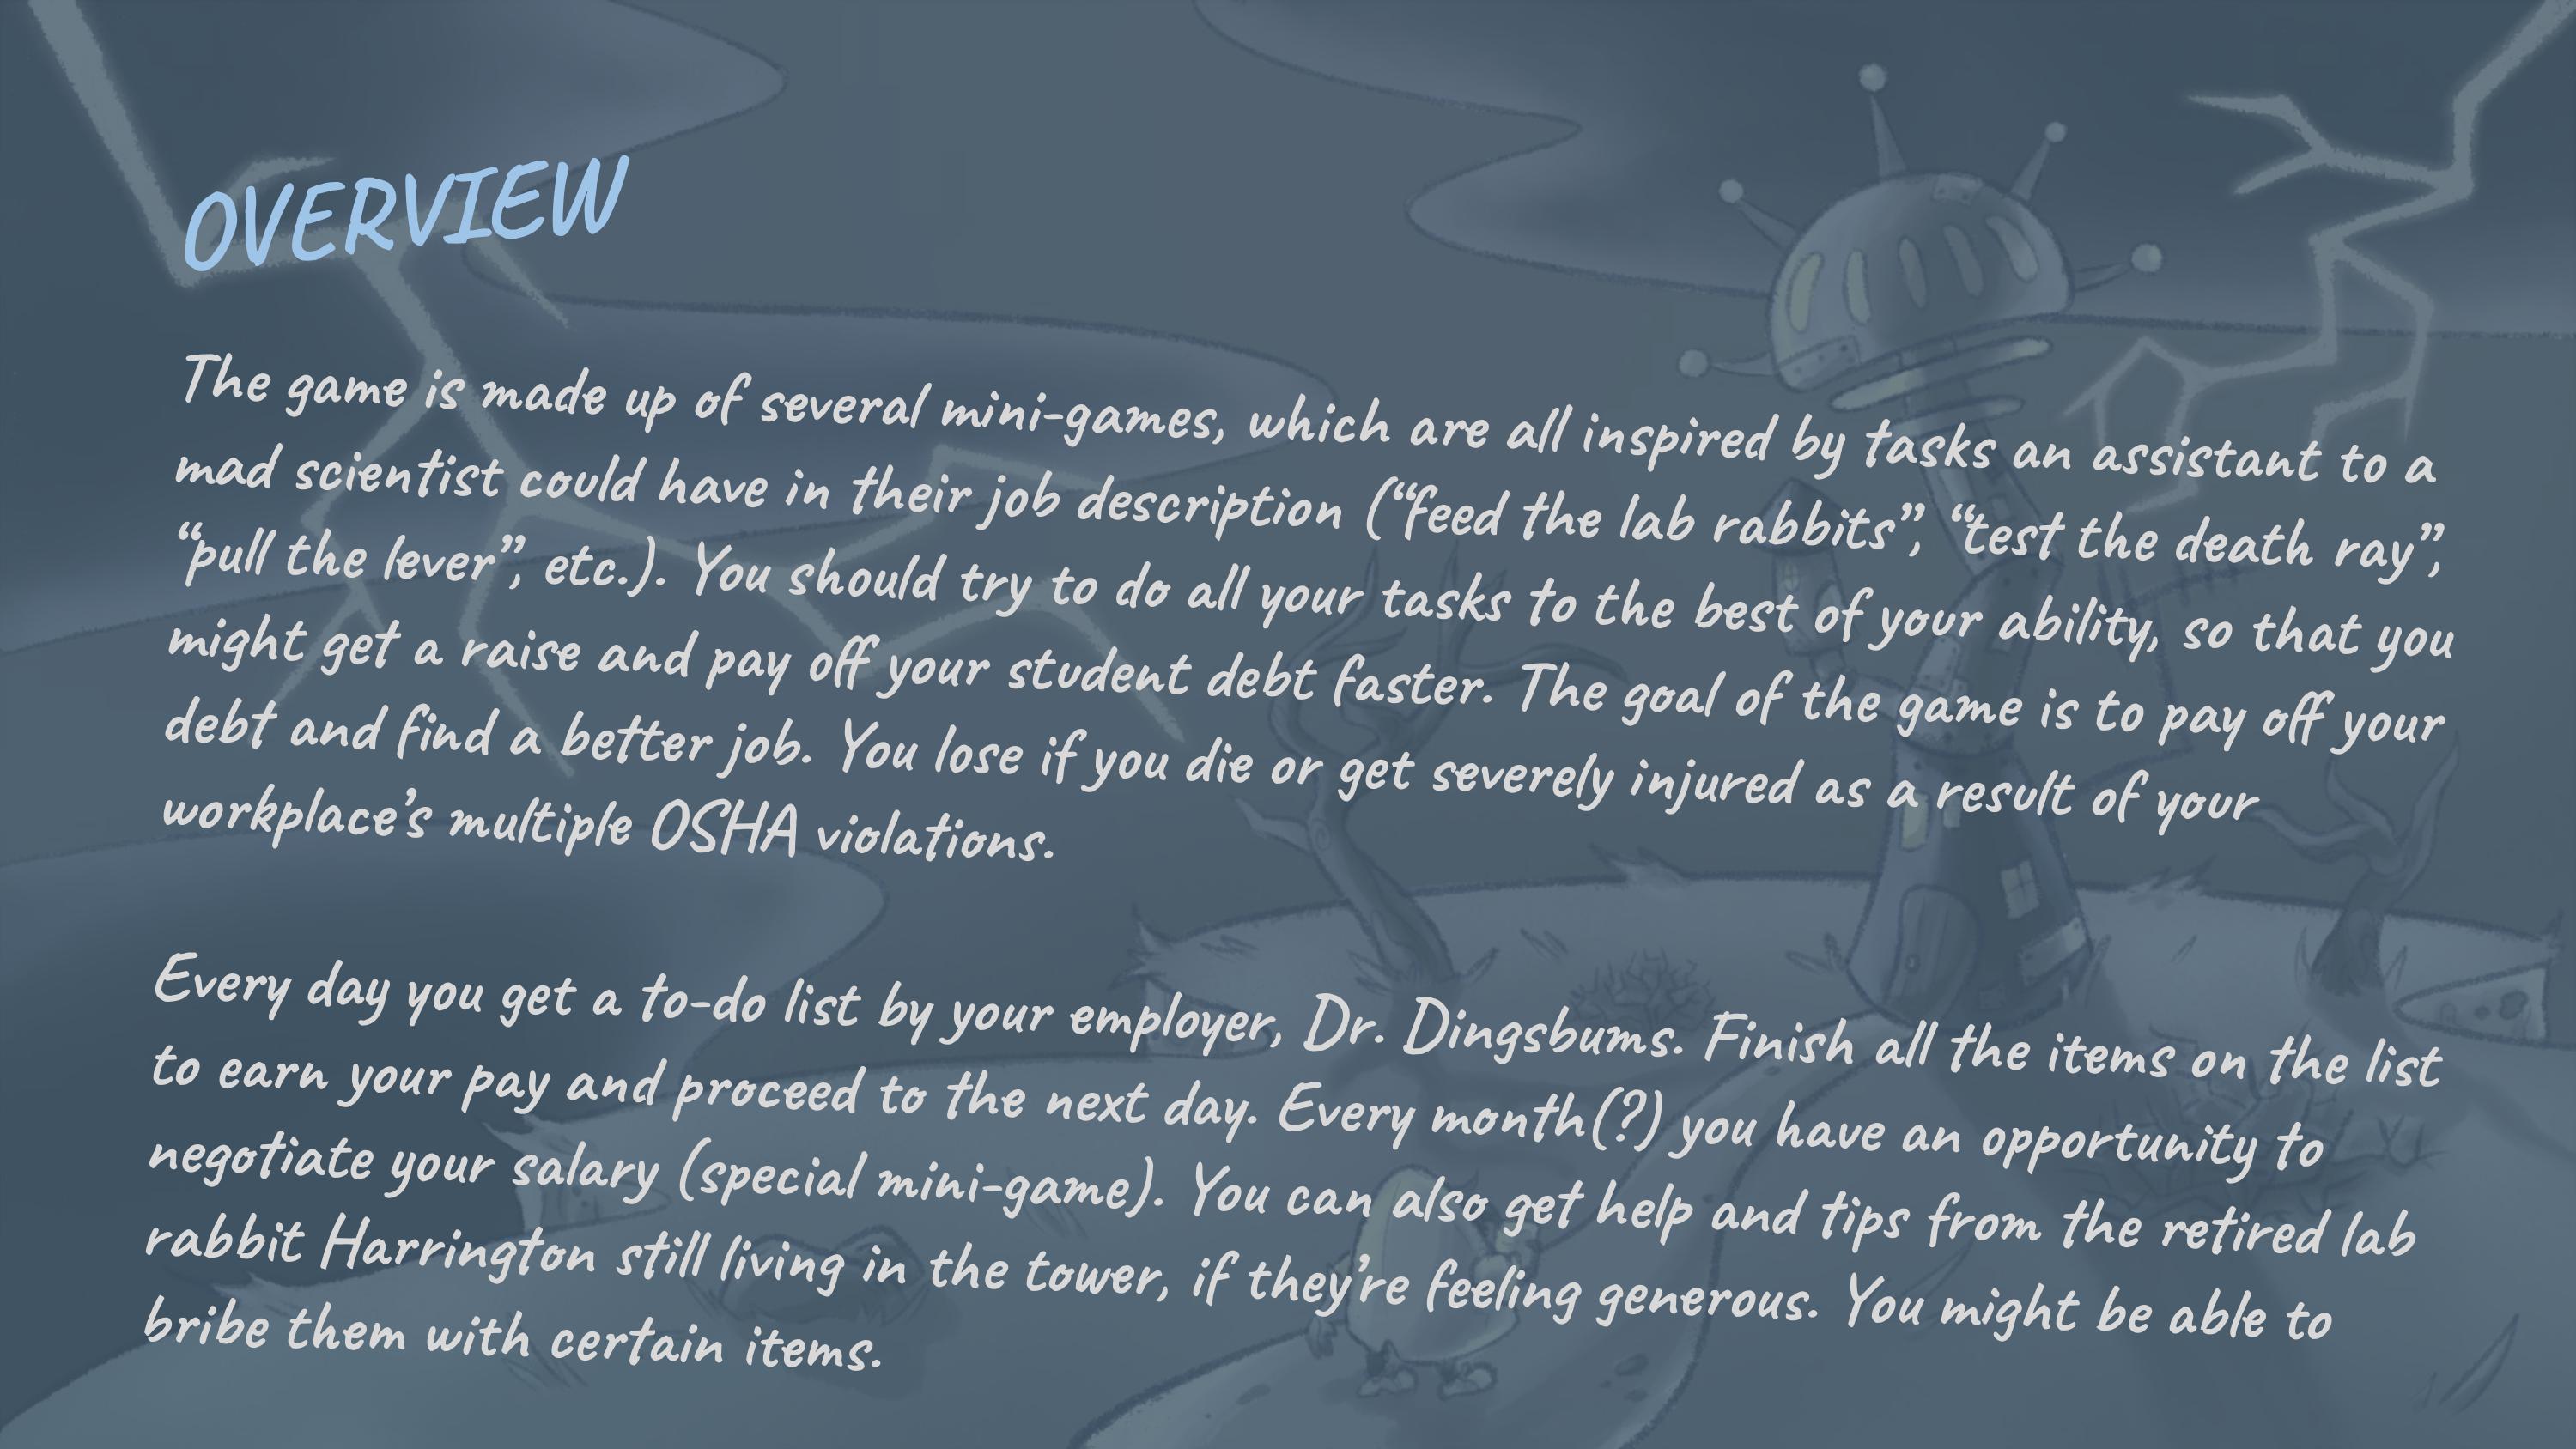 OVERVIEW
The game is made up of several mini-games, which are all inspired by tasks an assistant to a
mad scientist could have in their job description (“feed the lab rabbits”, “test the death ray”,
“pull the lever”, etc.). You should try to do all your tasks to the best of your ability, so that you
might get a raise and pay off your student debt faster. The goal of the game is to pay off your
debt and find a better job. You lose if you die or get severely injured as a result of your
workplace’s multiple OSHA violations.
Every day you get a to-do list by your employer, Dr. Dingsbums. Finish all the items on the list
to earn your pay and proceed to the next day. Every month(?) you have an opportunity to
negotiate your salary (special mini-game). You can also get help and tips from the retired lab
rabbit Harrington still living in the tower, if they’re feeling generous. You might be able to
bribe them with certain items.